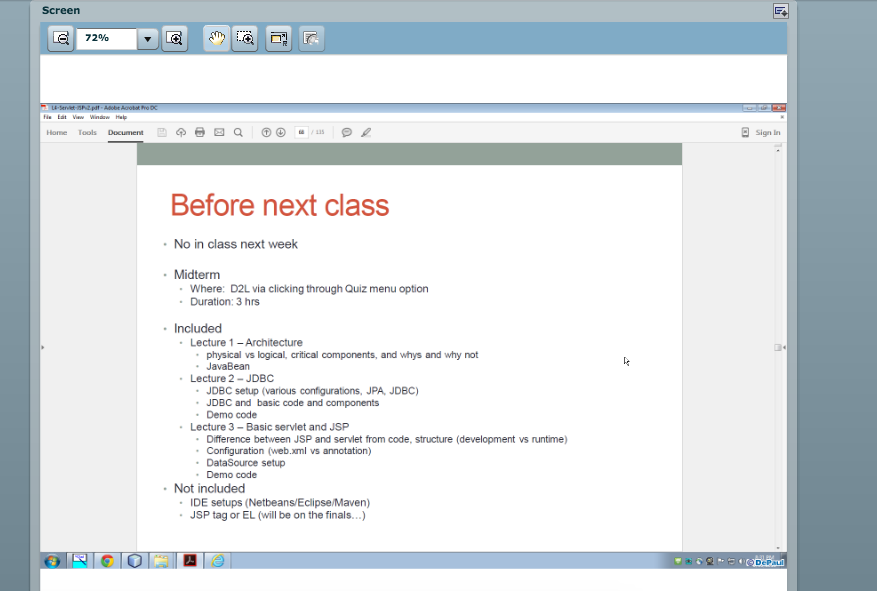 Screen
72%
L3-Servlet-JSPv2.pdf - Adobe Acrobat Pro DC
File Edit View Window Help
Home Tools Document 68 / 135 Sign In
Before next class
• No in class next week
• Midterm
• Where: D2L via clicking through Quiz menu option
• Duration: 3 hrs
• Included
• Lecture 1 – Architecture
• physical vs logical, critical components, and whys and why not
• JavaBean
• Lecture 2 – JDBC
• JDBC setup (various configurations, JPA, JDBC)
• JDBC and basic code and components
• Demo code
• Lecture 3 – Basic servlet and JSP
• Difference between JSP and servlet from code, structure (development vs runtime)
• Configuration (web.xml vs annotation)
• DataSource setup
• Demo code
• Not included
• IDE setups (Netbeans/Eclipse/Maven)
• JSP tag or EL (will be on the finals…)
DePaul